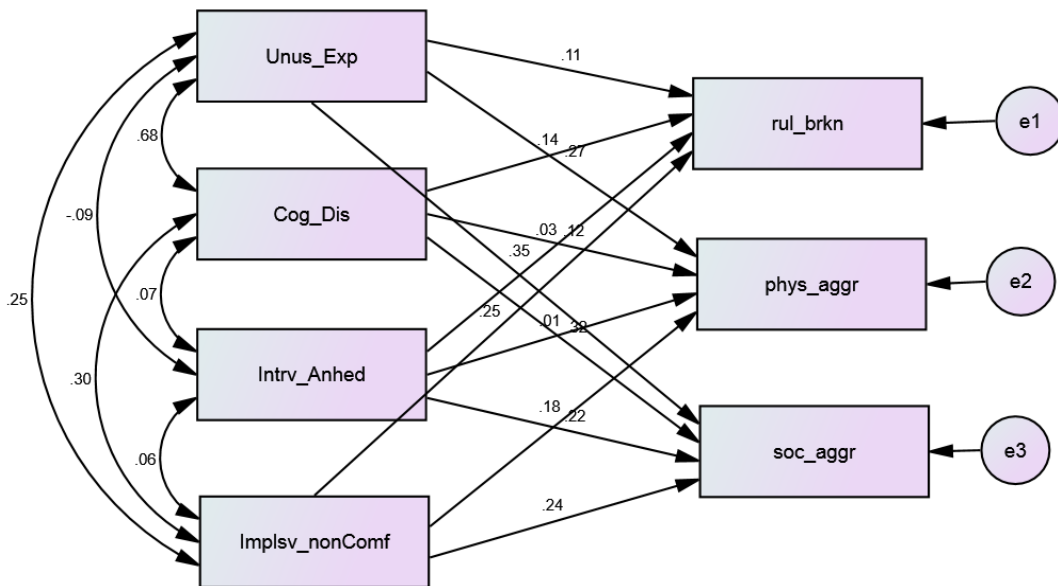 Unus_Exp
.11
rul_brkn
e1
.68
.14
.27
Cog_Dis
-.09
.03
.12
.35
phys_aggr
e2
.07
.25
.25
.01
.32
Intrv_Anhed
.30
.18
.22
soc_aggr
e3
.06
.24
Implsv_nonComf